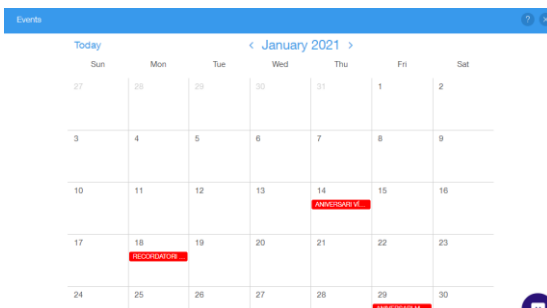 Events ?
Today < January 2021 >
Sun Mon Tue Wed Thu Fri Sat
27 28 29 30 31 1 2
3 4 5 6 7 8 9
10 11 12 13 14 15 16
ANIVERSARI VÍ...
17 18 19 20 21 22 23
RECORDATORI ...
24 25 26 27 28 29 30